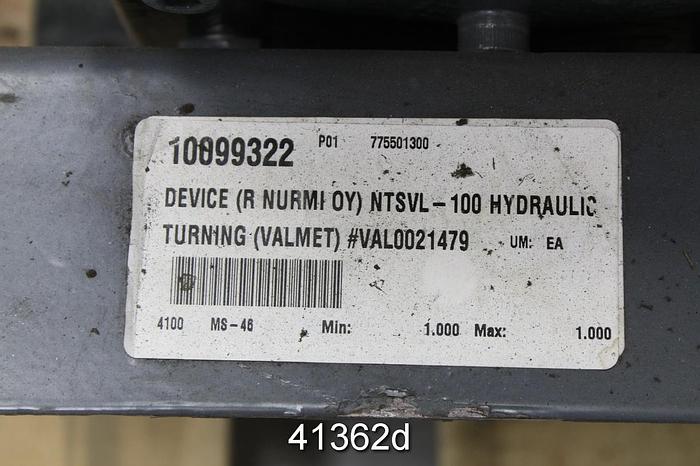 10099322 P01 775501300
DEVICE (R NURMI OY) NTSVL-100 HYDRAULIC
TURNING (VALMET) #VAL0021479 UM: EA
4100 MS-46 Min: 1.000 Max: 1.000
41362d